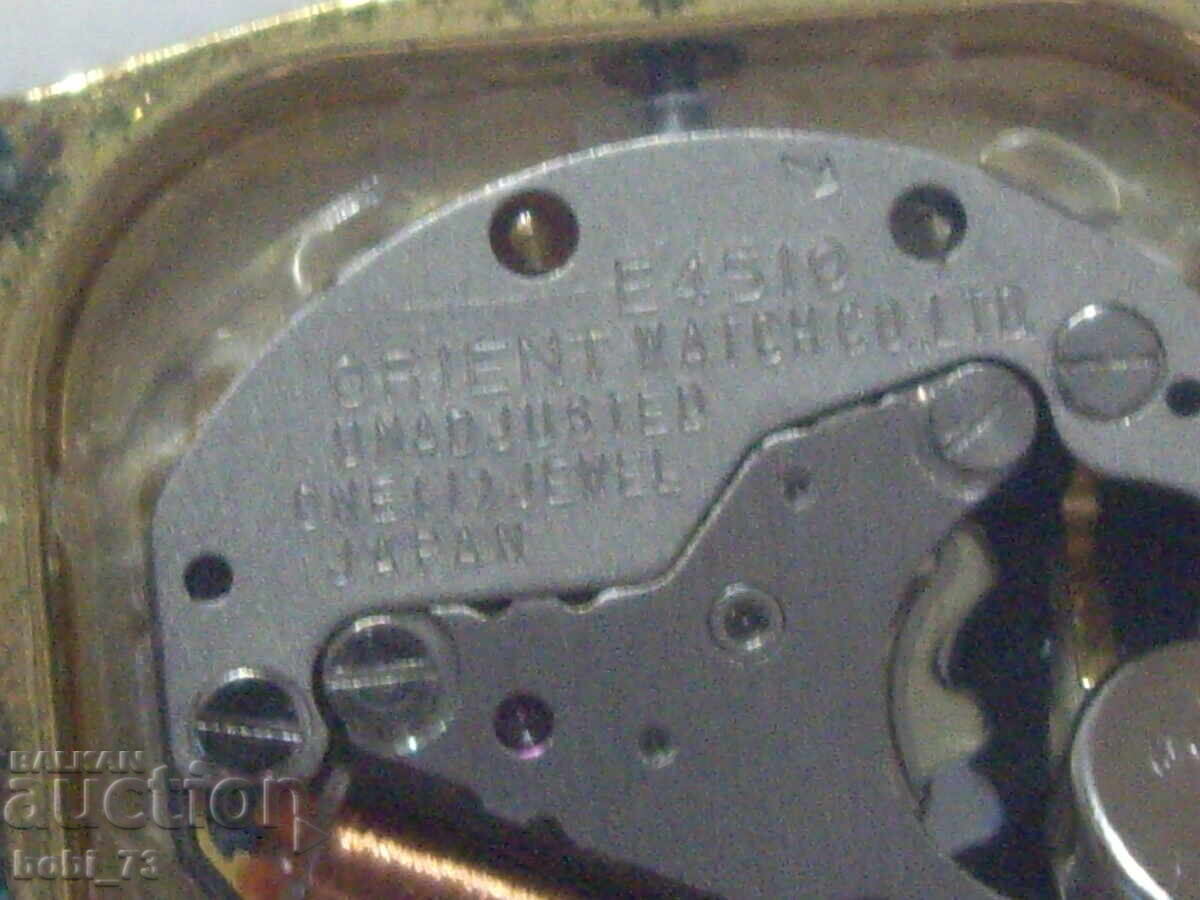 E4510
ORIENT WATCH CO., LTD
UNADJUSTED
ONE (1) JEWEL
JAPAN
BALKAN
auction
bobi_73